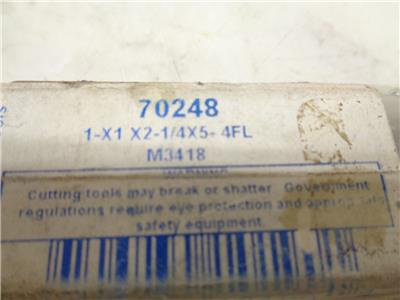 70248
1-X1 X2-1/4X5- 4FL
M3418
WARNING
Cutting tools may break or shatter. Government
regulations require eye protection and
safety equipment.